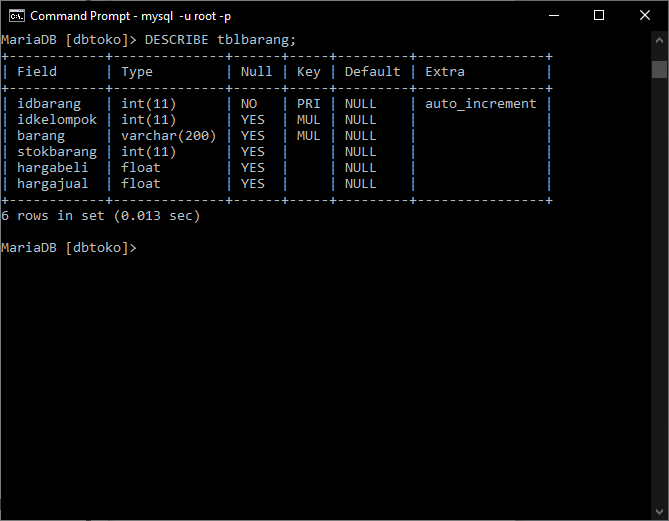 Command Prompt - mysql  -u root -p
MariaDB [dbtoko]> DESCRIBE tblbarang;
+------------+--------------+------+-----+---------+----------------+
| Field      | Type         | Null | Key | Default | Extra          |
+------------+--------------+------+-----+---------+----------------+
| idbarang   | int(11)      | NO   | PRI | NULL    | auto_increment |
| idkelompok | int(11)      | YES  | MUL | NULL    |                |
| barang     | varchar(200) | YES  | MUL | NULL    |                |
| stokbarang | int(11)      | YES  |     | NULL    |                |
| hargabeli  | float        | YES  |     | NULL    |                |
| hargajual  | float        | YES  |     | NULL    |                |
+------------+--------------+------+-----+---------+----------------+
6 rows in set (0.013 sec)
MariaDB [dbtoko]>